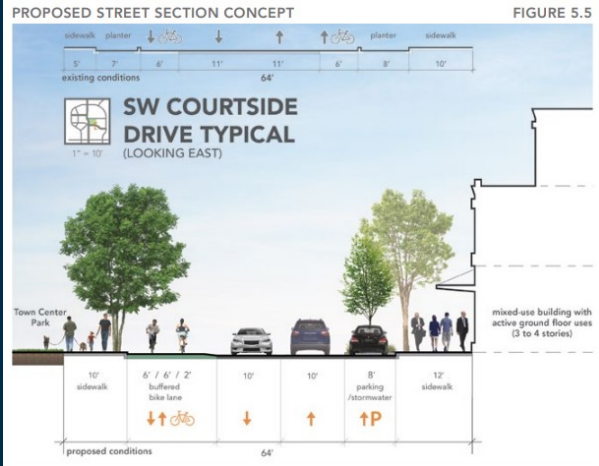 PROPOSED STREET SECTION CONCEPT
FIGURE 5.5
sidewalk planter planter sidewalk
5' 7' 6' 11' 11' 6' 8' 10'
existing conditions 64'
SW COURTSIDE
DRIVE TYPICAL
1" = 10' (LOOKING EAST)
Town Center
Park
mixed-use building with
active ground floor uses
(3 to 4 stories)
10'
sidewalk
6' / 6' / 2'
buffered
bike lane
10'
10'
8'
parking
/stormwater
P
12'
sidewalk
proposed conditions 64'